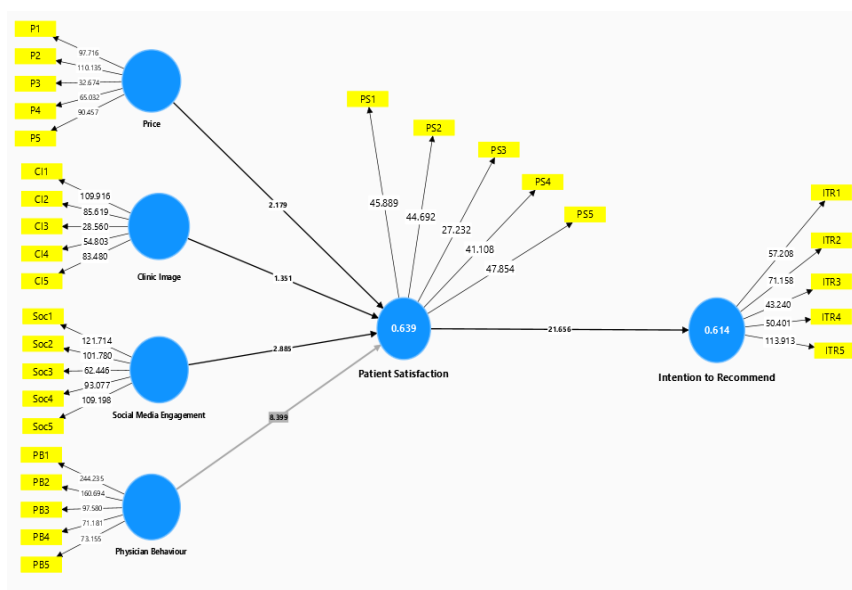 P1
P2
P3
P4
P5
97.716
110.135
32.674
65.032
90.457
Price
CI1
CI2
CI3
CI4
CI5
109.916
85.619
28.560
54.803
83.480
Clinic Image
Soc1
Soc2
Soc3
Soc4
Soc5
121.714
101.780
62.446
93.077
109.198
Social Media Engagement
PB1
PB2
PB3
PB4
PB5
244.235
160.694
97.580
71.181
73.155
Physician Behaviour
2.179
1.351
2.885
8.399
PS1
PS2
PS3
PS4
PS5
45.889
44.692
27.232
41.108
47.854
0.639
Patient Satisfaction
21.656
0.614
Intention to Recommend
ITR1
ITR2
ITR3
ITR4
ITR5
57.208
71.158
43.240
50.401
113.913